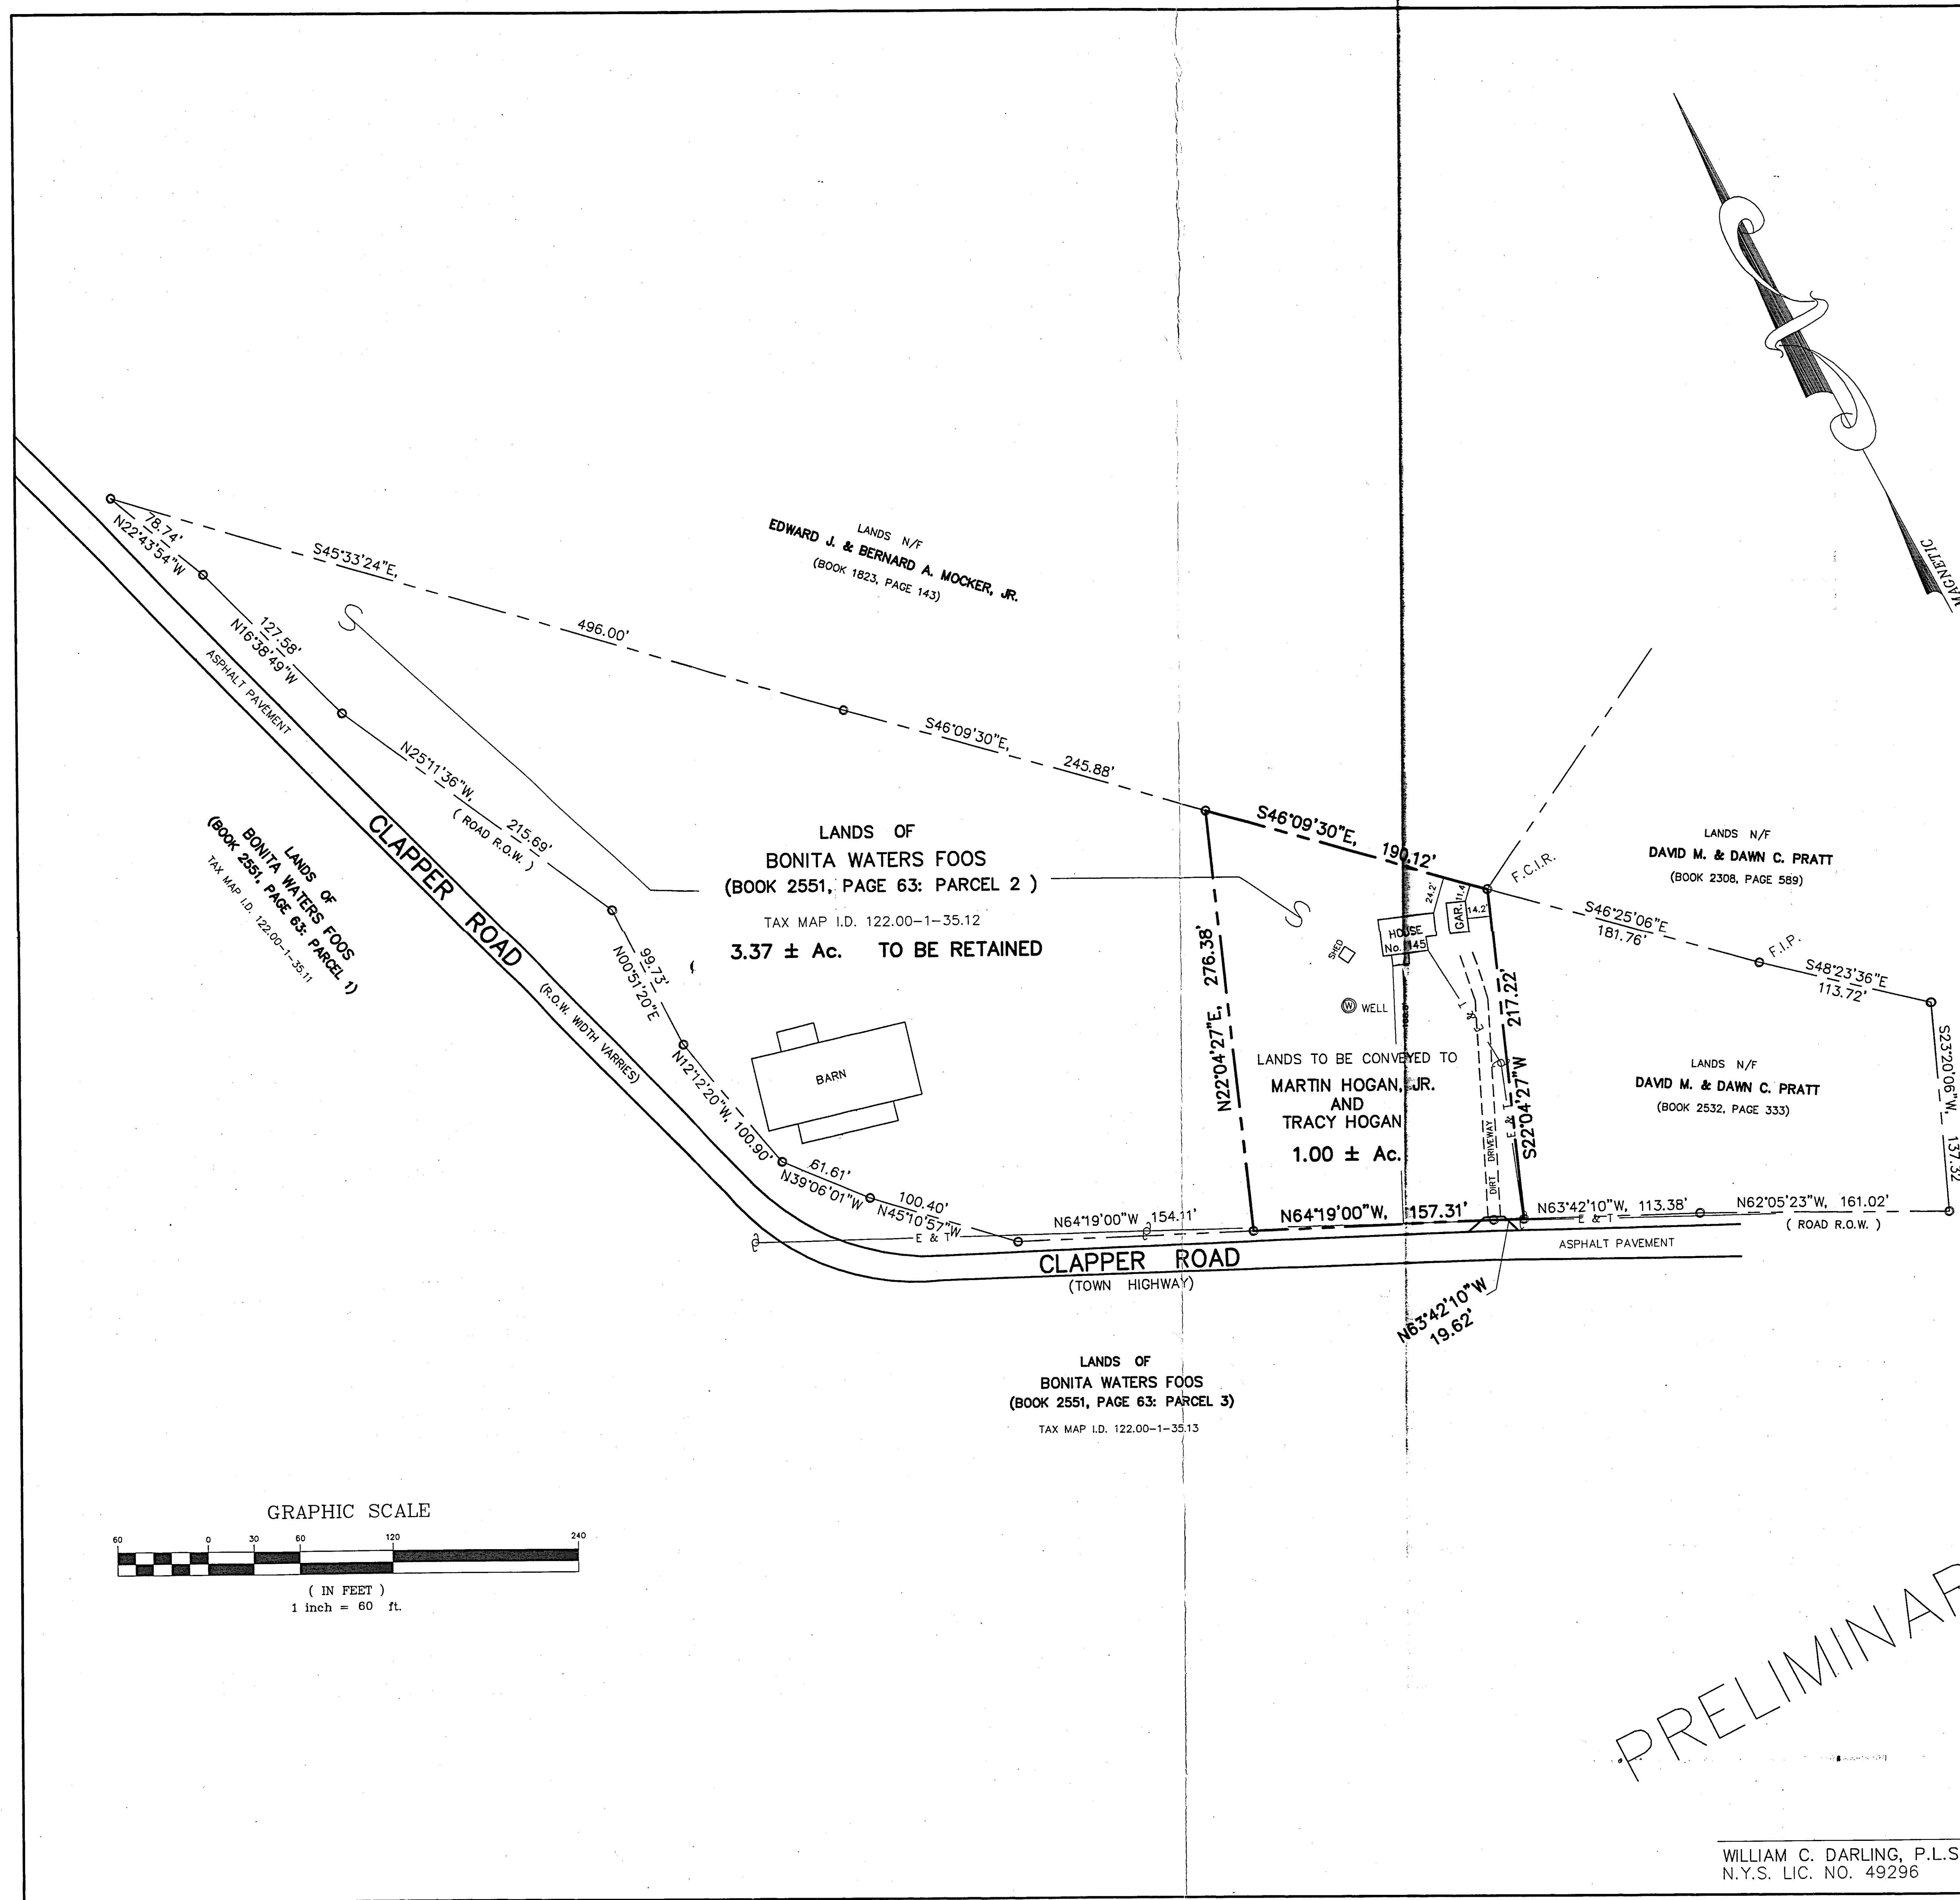 MAGNETIC
LANDS N/F
EDWARD J. & BERNARD A. MOCKER, JR.
(BOOK 1823, PAGE 143)
78.74'
N22°43'54"W
S45°33'24"E,
496.00'
127.58'
N16°38'49"W
ASPHALT PAVEMENT
S46°09'30"E,
245.88'
N25°11'36"W,
215.69'
( ROAD R.O.W. )
S46°09'30"E,
190.12'
F.C.I.R.
LANDS N/F
DAVID M. & DAWN C. PRATT
(BOOK 2308, PAGE 589)
LANDS OF
BONITA WATERS FOOS
(BOOK 2551, PAGE 63: PARCEL 1)
TAX MAP I.D. 122.00-1-35.11
CLAPPER ROAD
(R.O.W. WIDTH VARRIES)
LANDS OF
BONITA WATERS FOOS
(BOOK 2551, PAGE 63: PARCEL 2 )
TAX MAP I.D. 122.00-1-35.12
3.37 ± Ac. TO BE RETAINED
24.2'
11.4'
GAR.
14.2'
HOUSE
No. 145
SHED
W WELL
S46°25'06"E
181.76'
F.I.P.
S48°23'36"E
113.72'
99.73'
N00°51'20"E
N22°04'27"E, 276.38'
E & T
217.22'
S22°04'27"W
S23°20'06"W, 137.32'
BARN
LANDS TO BE CONVEYED TO
MARTIN HOGAN, JR.
AND
TRACY HOGAN
1.00 ± Ac.
DIRT DRIVEWAY
E & T
LANDS N/F
DAVID M. & DAWN C. PRATT
(BOOK 2532, PAGE 333)
N12°12'20"W, 100.90'
61.61'
N39°06'01"W
100.40'
N45°10'57"W
E & T
N64°19'00"W 154.11'
N64°19'00"W, 157.31'
N63°42'10"W, 113.38'
E & T
N62°05'23"W, 161.02'
( ROAD R.O.W. )
ASPHALT PAVEMENT
CLAPPER ROAD
(TOWN HIGHWAY)
N63°42'10"W
19.62'
LANDS OF
BONITA WATERS FOOS
(BOOK 2551, PAGE 63: PARCEL 3)
TAX MAP I.D. 122.00-1-35.13
GRAPHIC SCALE
60 0 30 60 120 240
( IN FEET )
1 inch = 60 ft.
PRELIMINAR
WILLIAM C. DARLING, P.L.S
N.Y.S. LIC. NO. 49296